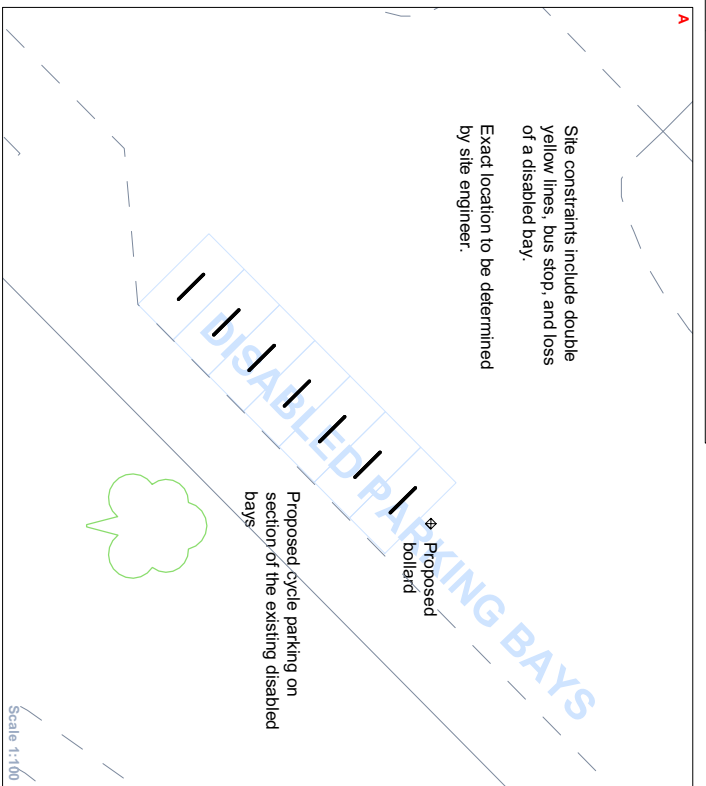 A
Site constraints include double
yellow lines, bus stop, and loss
of a disabled bay.
Exact location to be determined
by site engineer.
DISABLED PARKING BAYS
Proposed
bollard
Proposed cycle parking on
section of the existing disabled
bays
Scale 1:100